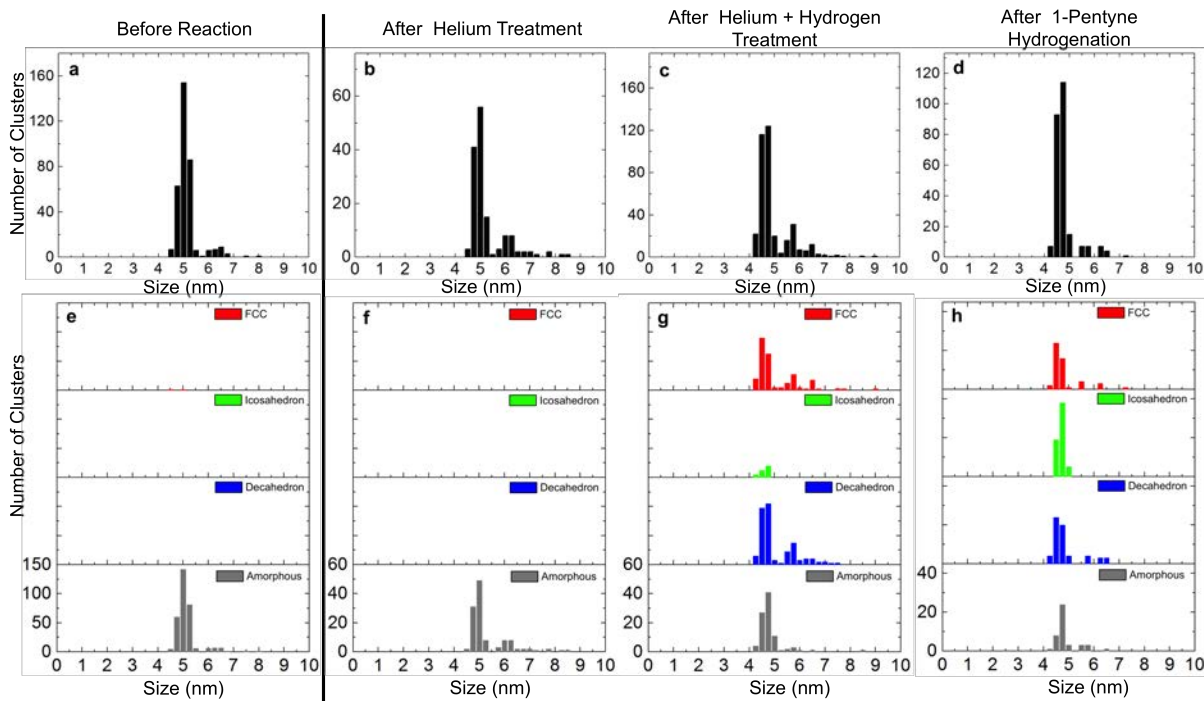 Before Reaction
After Helium Treatment
After Helium + Hydrogen
Treatment
After 1-Pentyne
Hydrogenation
Number of Clusters
a
160
120
80
40
0
0 1 2 3 4 5 6 7 8 9 10
Size (nm)
b
60
40
20
0
0 1 2 3 4 5 6 7 8 9 10
Size (nm)
c
180
120
60
0
0 1 2 3 4 5 6 7 8 9 10
Size (nm)
d
120
100
80
60
40
20
0
0 1 2 3 4 5 6 7 8 9 10
Size (nm)
Number of Clusters
e
FCC
Icosahedron
Decahedron
Amorphous
150
100
50
0
0 1 2 3 4 5 6 7 8 9 10
Size (nm)
f
FCC
Icosahedron
Decahedron
Amorphous
60
40
20
0
0 1 2 3 4 5 6 7 8 9 10
Size (nm)
g
FCC
Icosahedron
Decahedron
Amorphous
60
40
20
0
0 1 2 3 4 5 6 7 8 9 10
Size (nm)
h
FCC
Icosahedron
Decahedron
Amorphous
40
20
0
0 1 2 3 4 5 6 7 8 9 10
Size (nm)